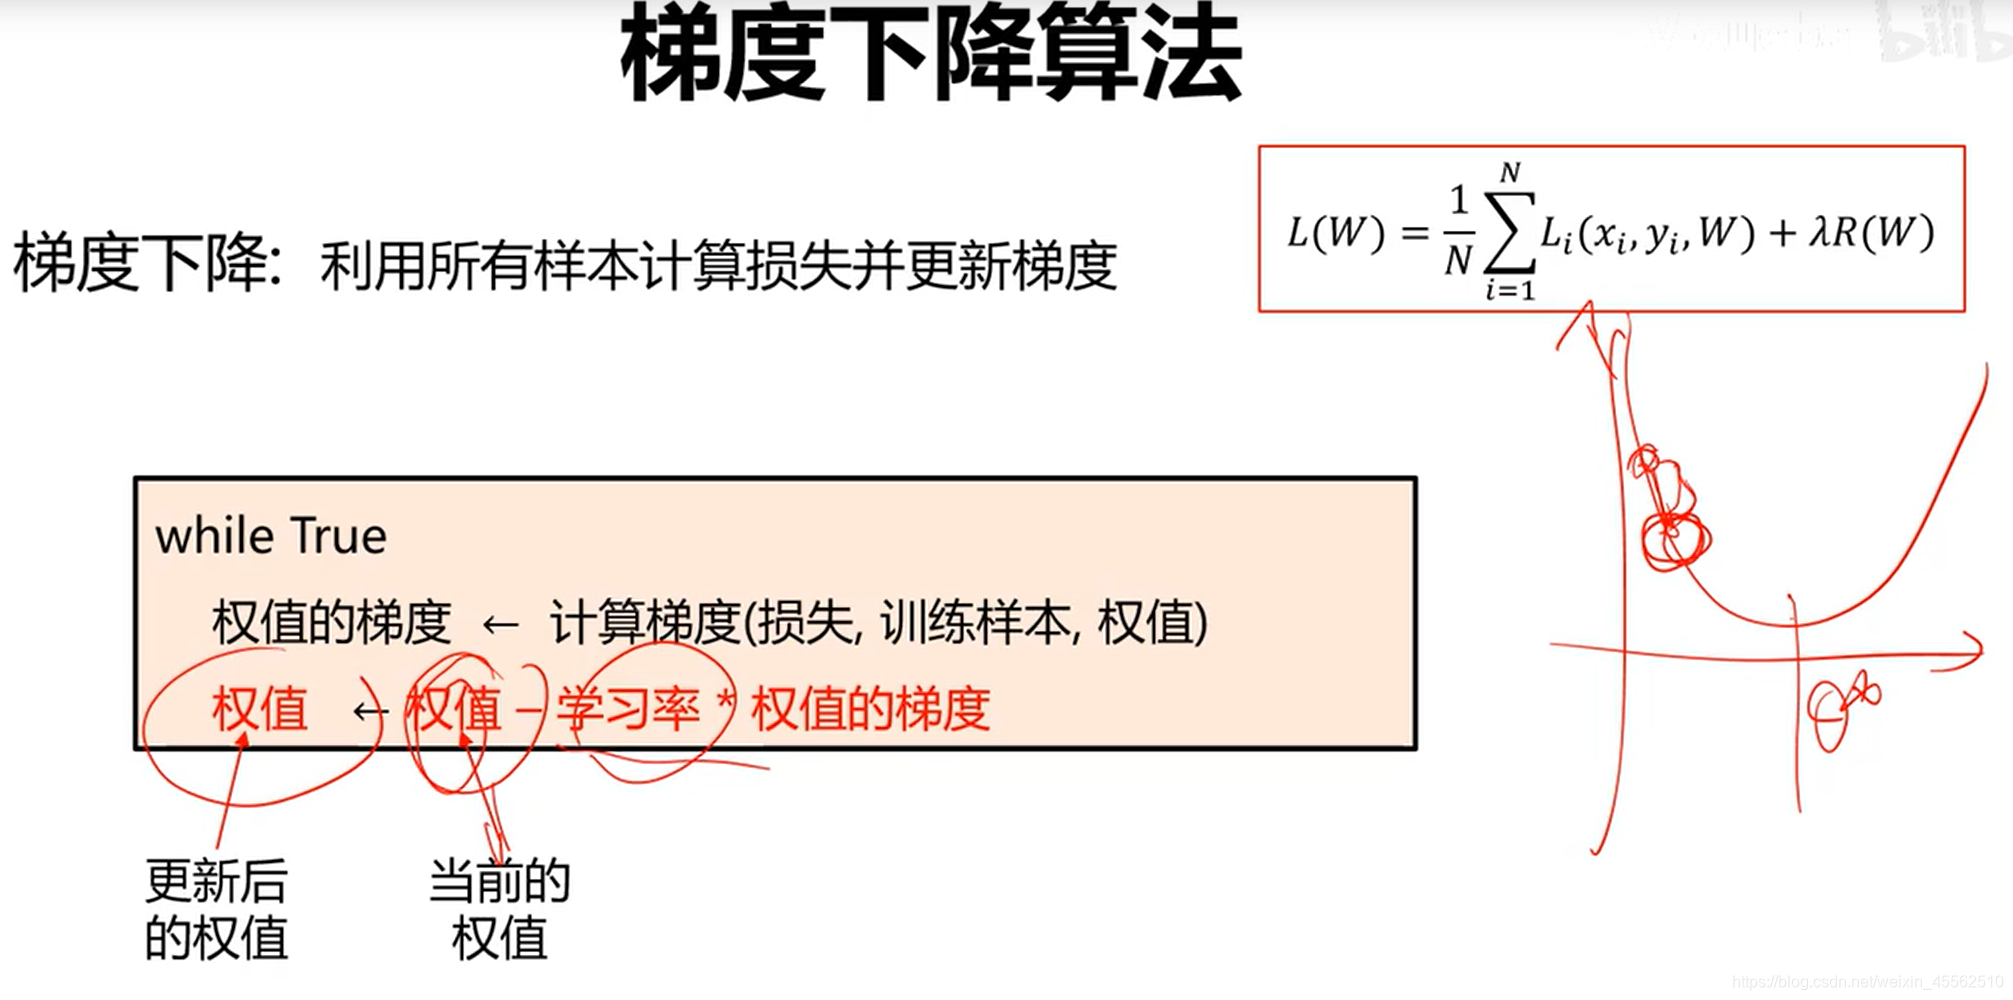 梯度下降算法
bilib
L(W) = \frac{1}{N} \sum_{i=1}^{N} L_i(x_i, y_i, W) + λR(W)
梯度下降: 利用所有样本计算损失并更新梯度
while True
权值的梯度 ← 计算梯度(损失, 训练样本, 权值)
权值 ← 权值 − 学习率 * 权值的梯度
θ*
更新后
的权值
当前的
权值
https://blog.csdn.net/weixin_45562510